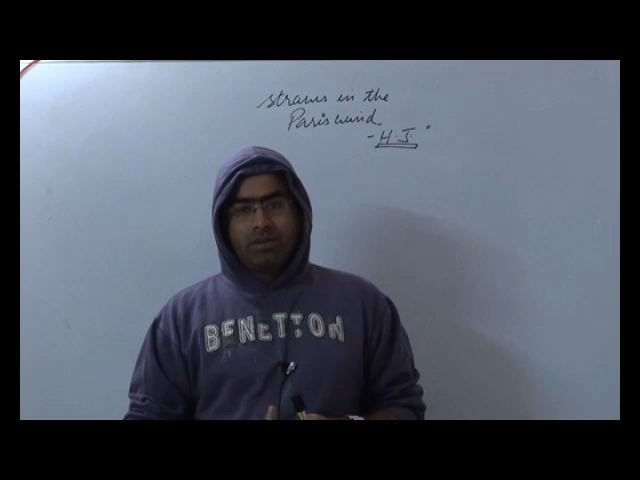 straws in the
Paris wind.
- H. J.
BENETTON